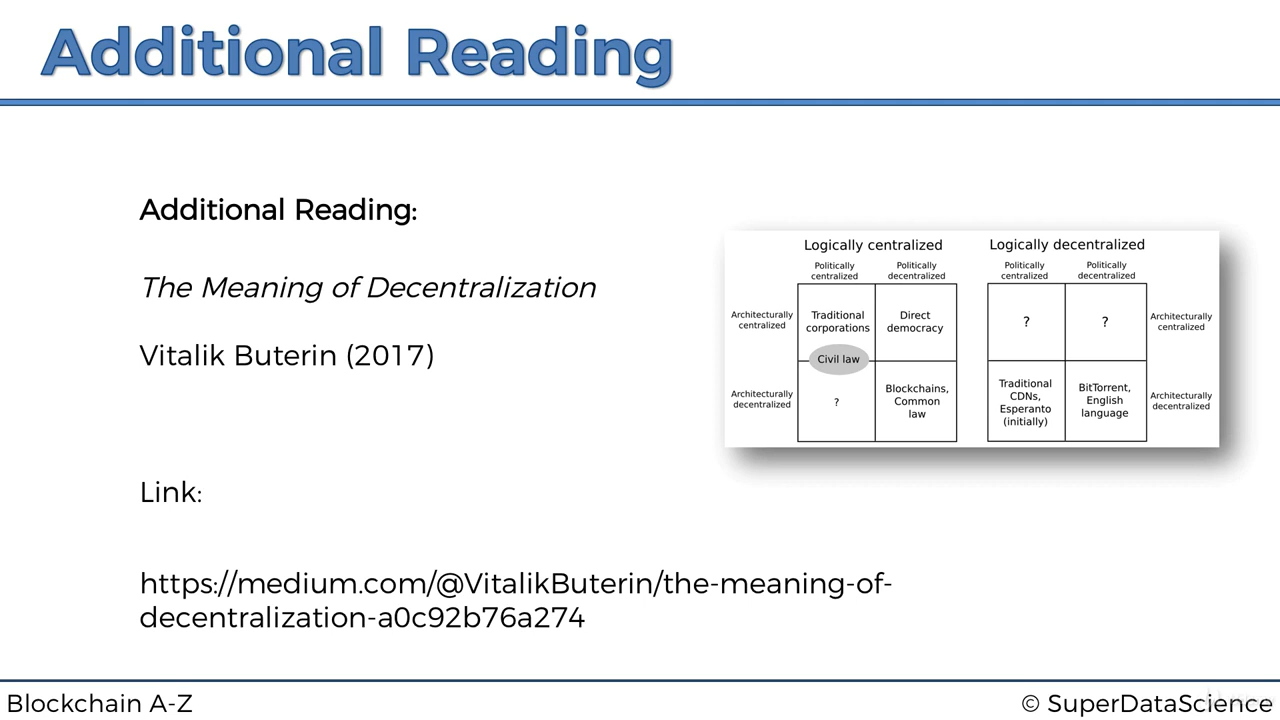 Additional Reading
Additional Reading:
The Meaning of Decentralization
Vitalik Buterin (2017)
Link:
https://medium.com/@VitalikButerin/the-meaning-of-
decentralization-a0c92b76a274
Logically centralized
Logically decentralized
Politically
centralized
Politically
decentralized
Politically
centralized
Politically
decentralized
Architecturally
centralized
Traditional
corporations
Direct
democracy
?
?
Architecturally
centralized
Civil law
Architecturally
decentralized
?
Blockchains,
Common
law
Traditional
CDNs,
Esperanto
(initially)
BitTorrent,
English
language
Architecturally
decentralized
Blockchain A-Z
© SuperDataScience